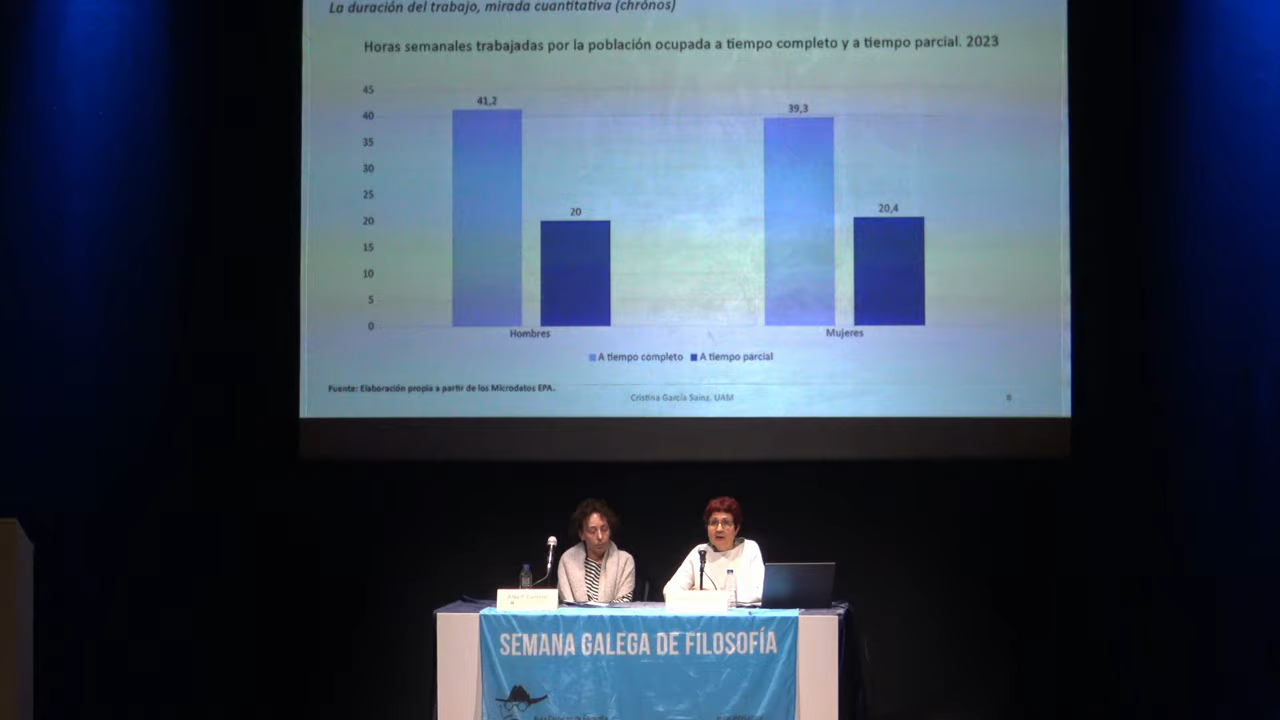 La duración del trabajo, mirada cuantitativa (chrónos)
Horas semanales trabajadas por la población ocupada a tiempo completo y a tiempo parcial. 2023
45
40
35
30
25
20
15
10
5
0
41,2
20
39,3
20,4
Hombres
Mujeres
A tiempo completo
A tiempo parcial
Fuente: Elaboración propia a partir de los Microdatos EPA.
Cristina García Sainz. UAM
8
SEMANA GALEGA DE FILOSOFÍA